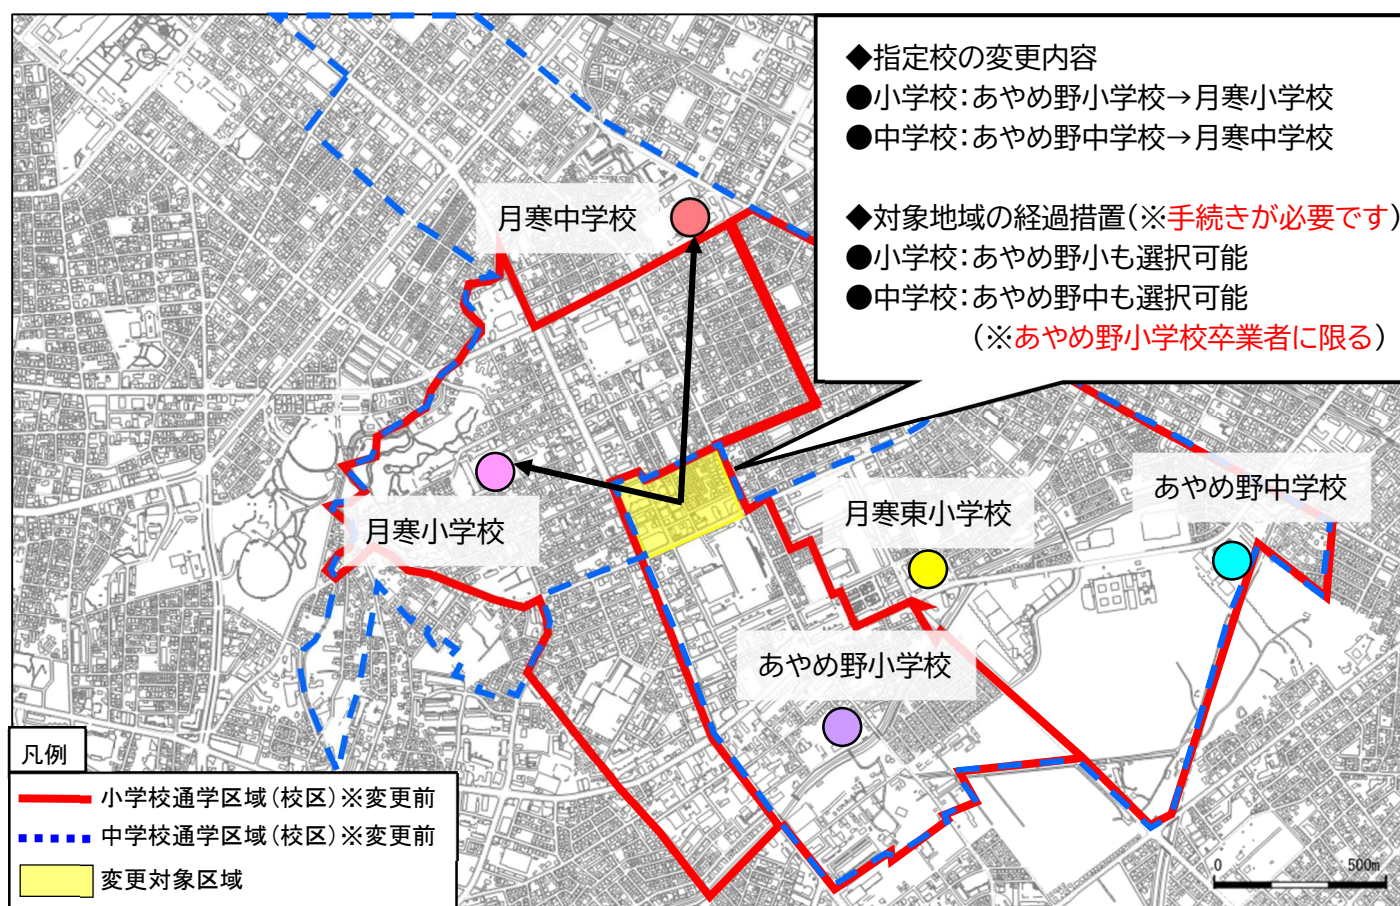 ◆指定校の変更内容
●小学校：あやめ野小学校→月寒小学校
●中学校：あやめ野中学校→月寒中学校
◆対象地域の経過措置（※手続きが必要です）
●小学校：あやめ野小も選択可能
●中学校：あやめ野中も選択可能
（※あやめ野小学校卒業者に限る）
月寒中学校
月寒小学校
月寒東小学校
あやめ野中学校
あやめ野小学校
凡例
小学校通学区域（校区）※変更前
中学校通学区域（校区）※変更前
変更対象区域
0 500m